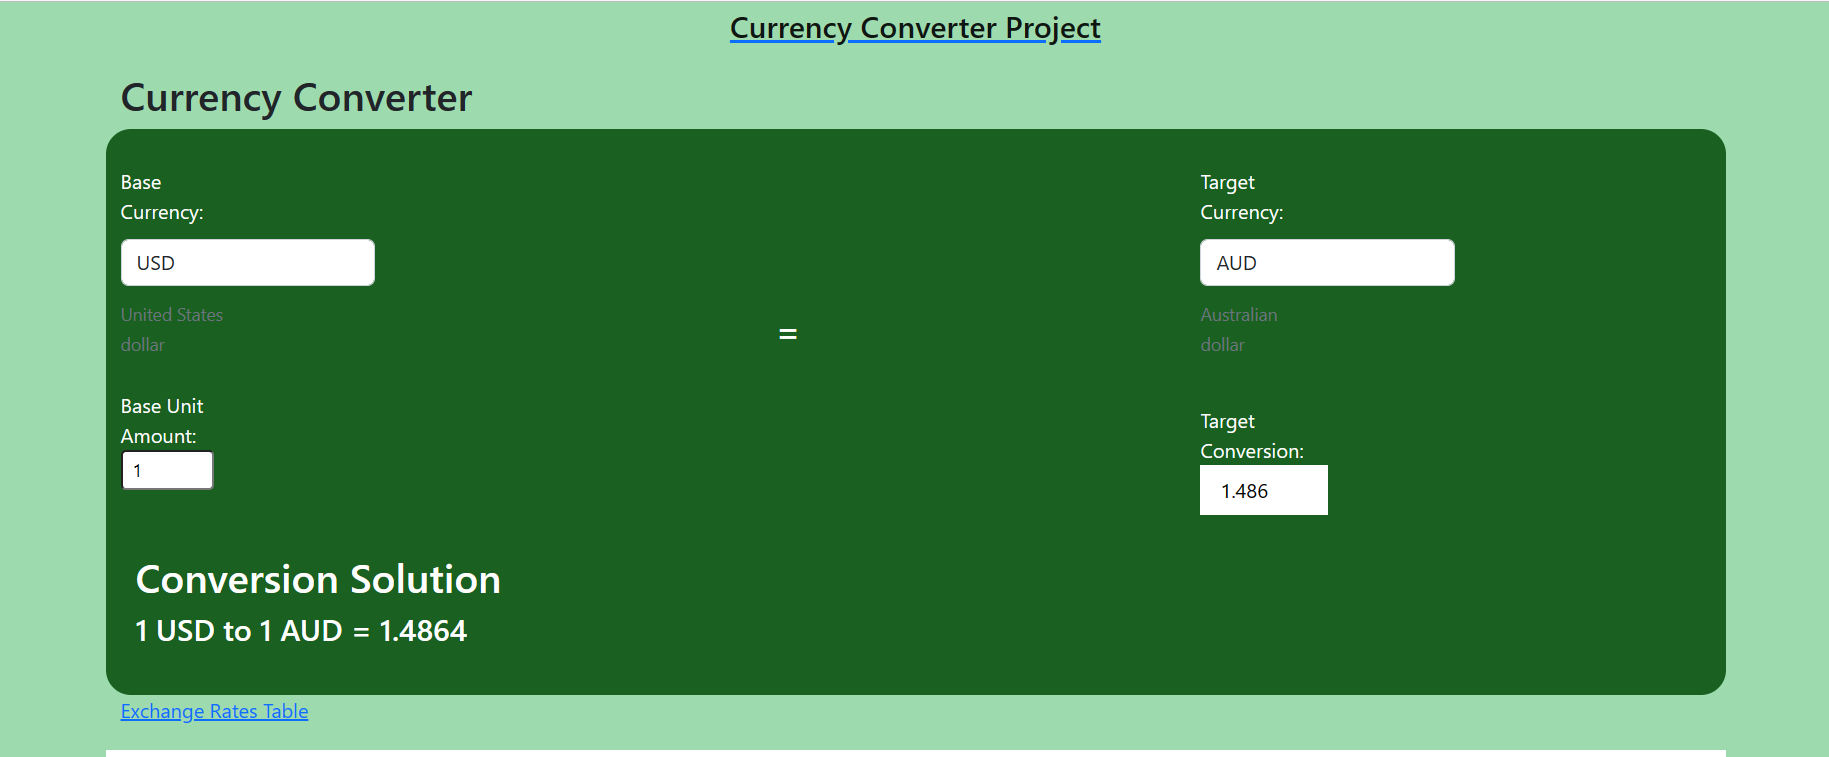 Currency Converter Project
Currency Converter
Base
Currency:
USD
United States
dollar
Base Unit
Amount:
1
=
Target
Currency:
AUD
Australian
dollar
Target
Conversion:
1.486
Conversion Solution
1 USD to 1 AUD = 1.4864
Exchange Rates Table